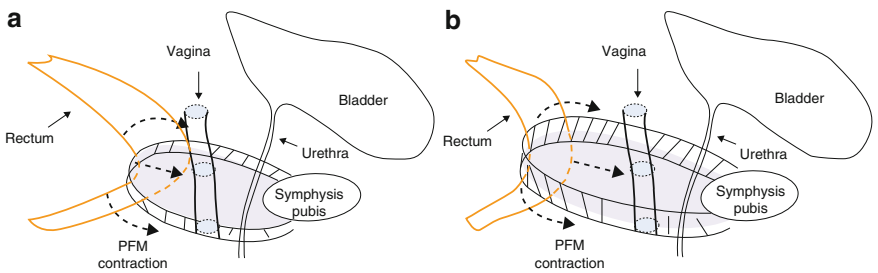 a
Vagina
Bladder
Rectum
Urethra
Symphysis
pubis
PFM
contraction
b
Vagina
Bladder
Rectum
Urethra
Symphysis
pubis
PFM
contraction